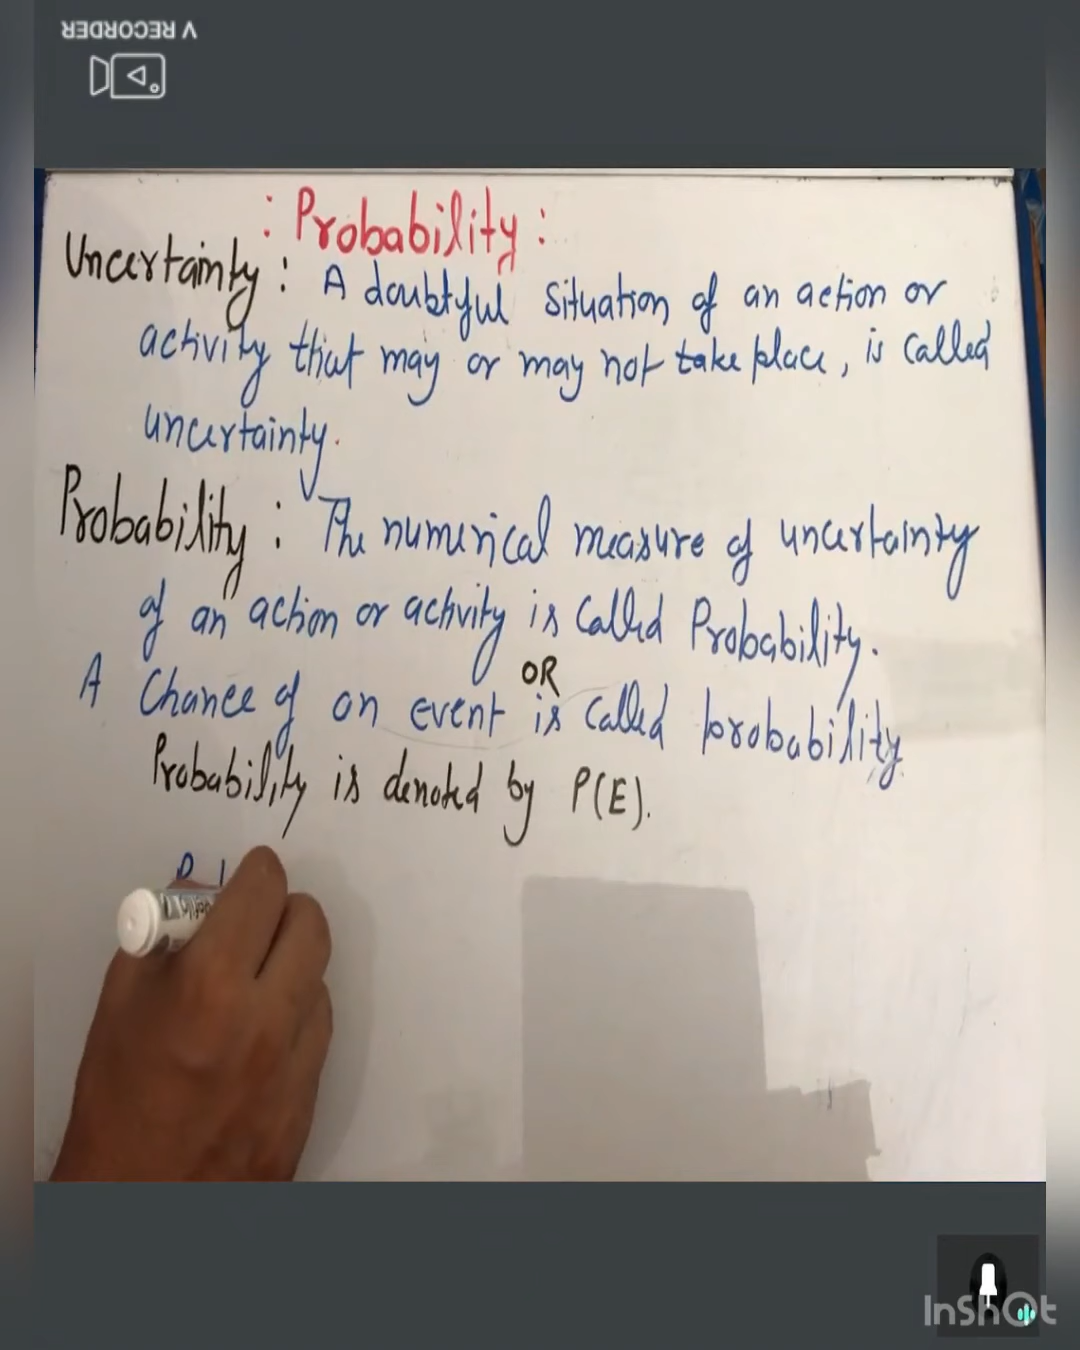 V RECORDER
: Probability :
Uncertainty : A doubtful situation of an action or
activity that may or may not take place, is called
uncertainty.
Probability : The numerical measure of uncertainty
of an action or activity is called Probability.
OR
A Chance of an event is called probability
Probability is denoted by P(E).
P
InShOt